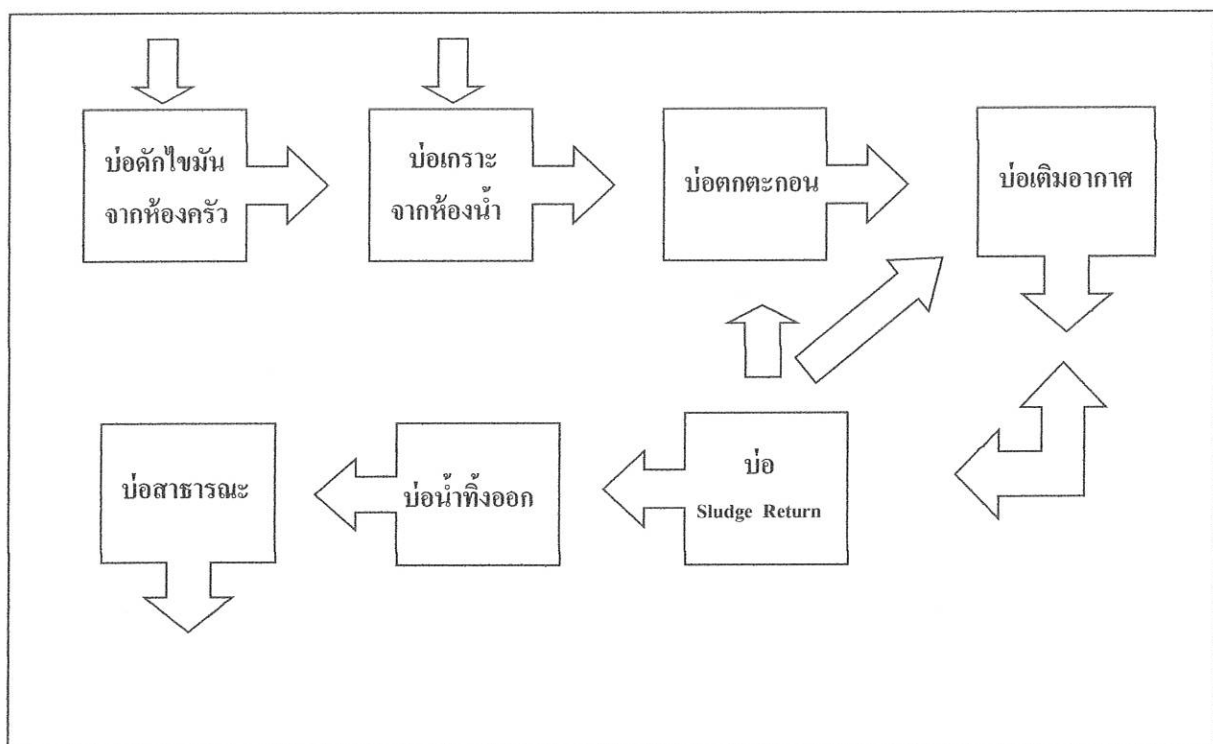 บ่อดักไขมัน
จากห้องครัว
บ่อเกราะ
จากห้องน้ำ
บ่อตกตะกอน
บ่อเติมอากาศ
บ่อสาธารณะ
บ่อน้ำทิ้งออก
บ่อ
Sludge Return